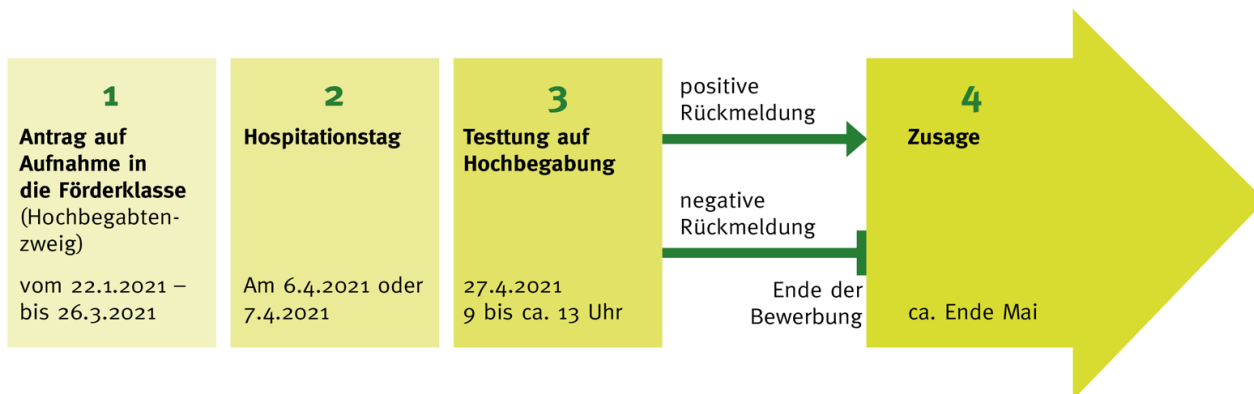 1
Antrag auf
Aufnahme in
die Förderklasse
(Hochbegabten-
zweig)
vom 22.1.2021 –
bis 26.3.2021
2
Hospitationstag
Am 6.4.2021 oder
7.4.2021
3
Testtung auf
Hochbegabung
27.4.2021
9 bis ca. 13 Uhr
positive
Rückmeldung
negative
Rückmeldung
Ende der
Bewerbung
4
Zusage
ca. Ende Mai